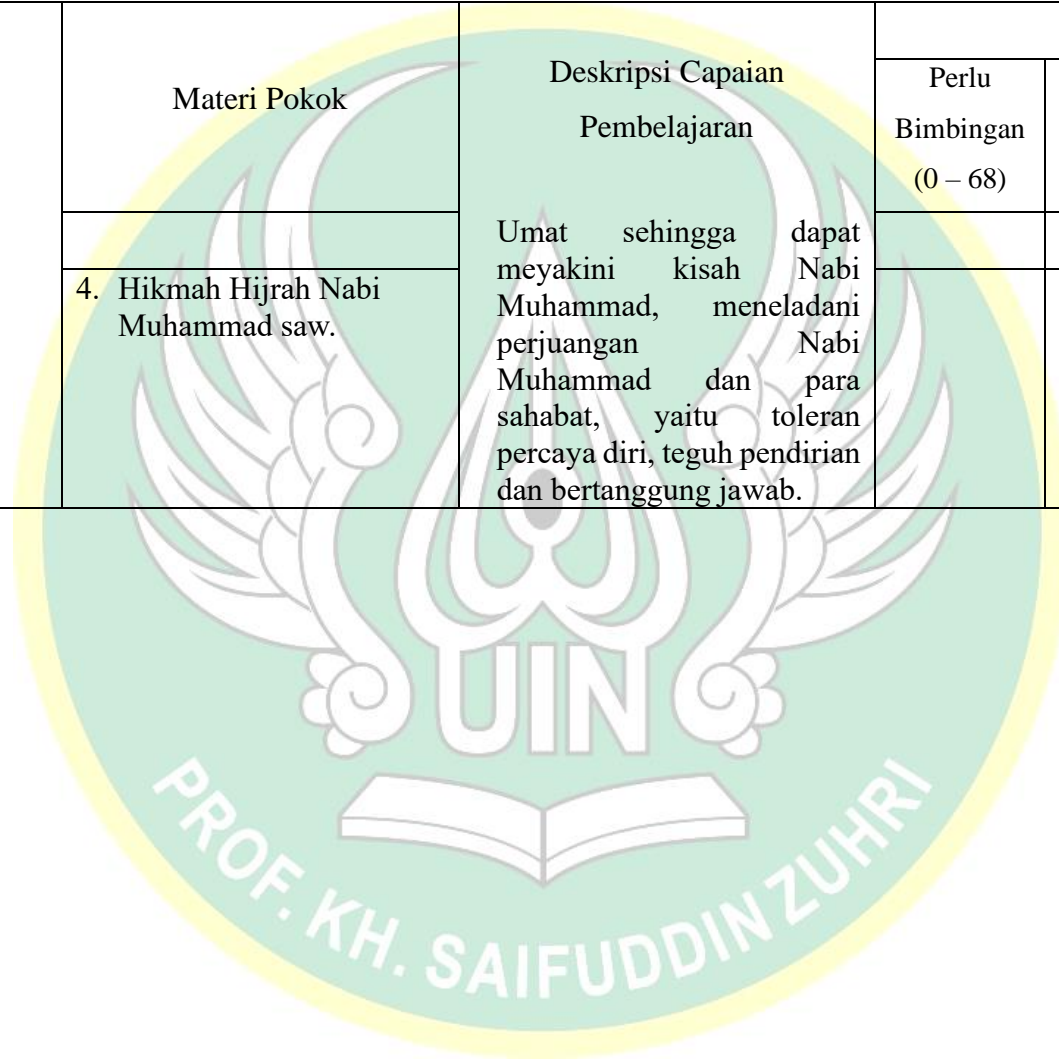 Materi Pokok
Deskripsi Capaian
Pembelajaran
Perlu
Bimbingan
(0 – 68)
4. Hikmah Hijrah Nabi
Muhammad saw.
Umat sehingga dapat
meyakini kisah Nabi
Muhammad, meneladani
perjuangan Nabi
Muhammad dan para
sahabat, yaitu toleran
percaya diri, teguh pendirian
dan bertanggung jawab.
UIN
PROF. KH. SAIFUDDIN ZUHRI